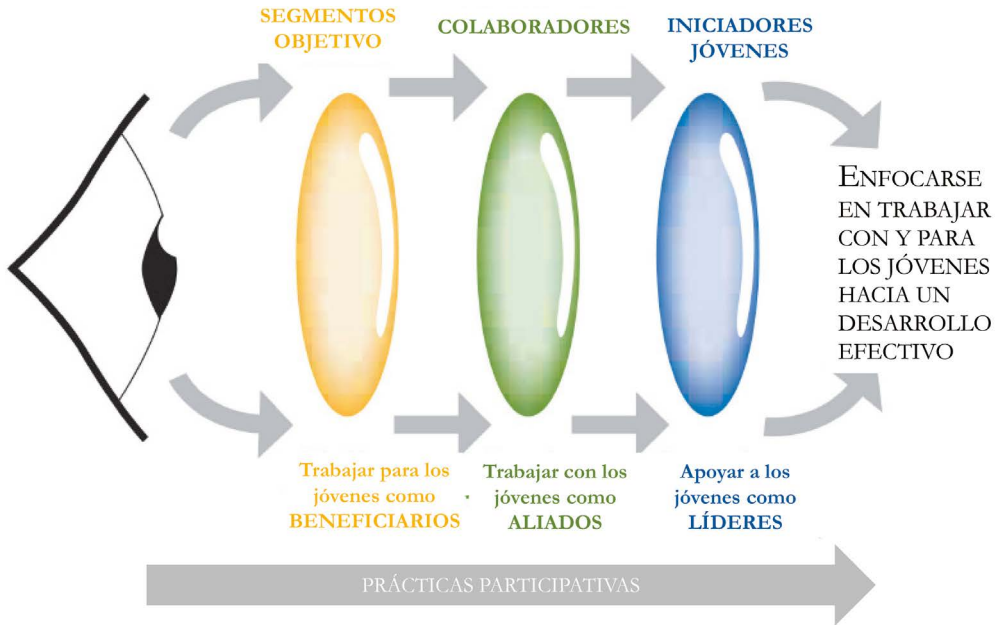 SEGMENTOS
OBJETIVO
COLABORADORES
INICIADORES
JÓVENES
ENFOCARSE
EN TRABAJAR
CON Y PARA
LOS JÓVENES
HACIA UN
DESARROLLO
EFECTIVO
Trabajar para los
jóvenes como
BENEFICIARIOS
Trabajar con los
jóvenes como
ALIADOS
Apoyar a los
jóvenes como
LÍDERES
PRÁCTICAS PARTICIPATIVAS